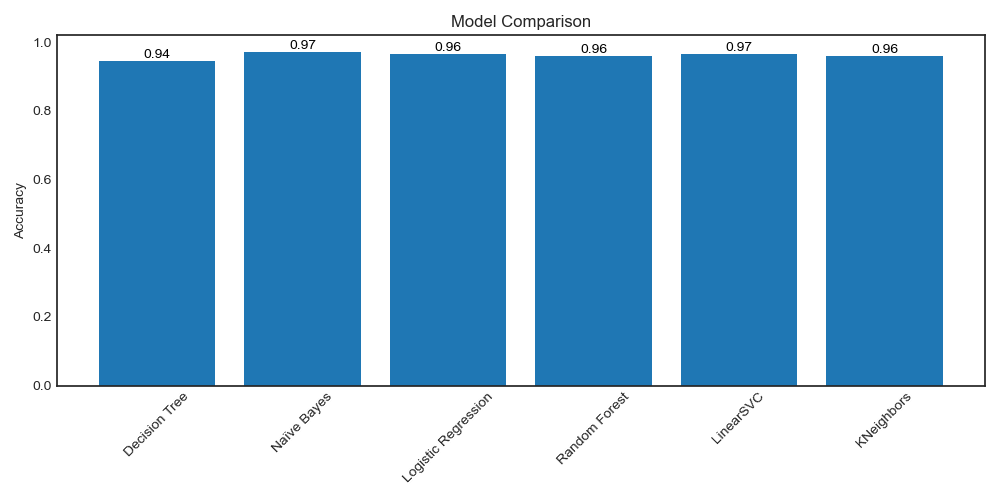 Model Comparison
1.0
0.8
0.6
0.4
0.2
0.0
Accuracy
0.94
0.97
0.96
0.96
0.97
0.96
Decision Tree
Naïve Bayes
Logistic Regression
Random Forest
LinearSVC
KNeighbors